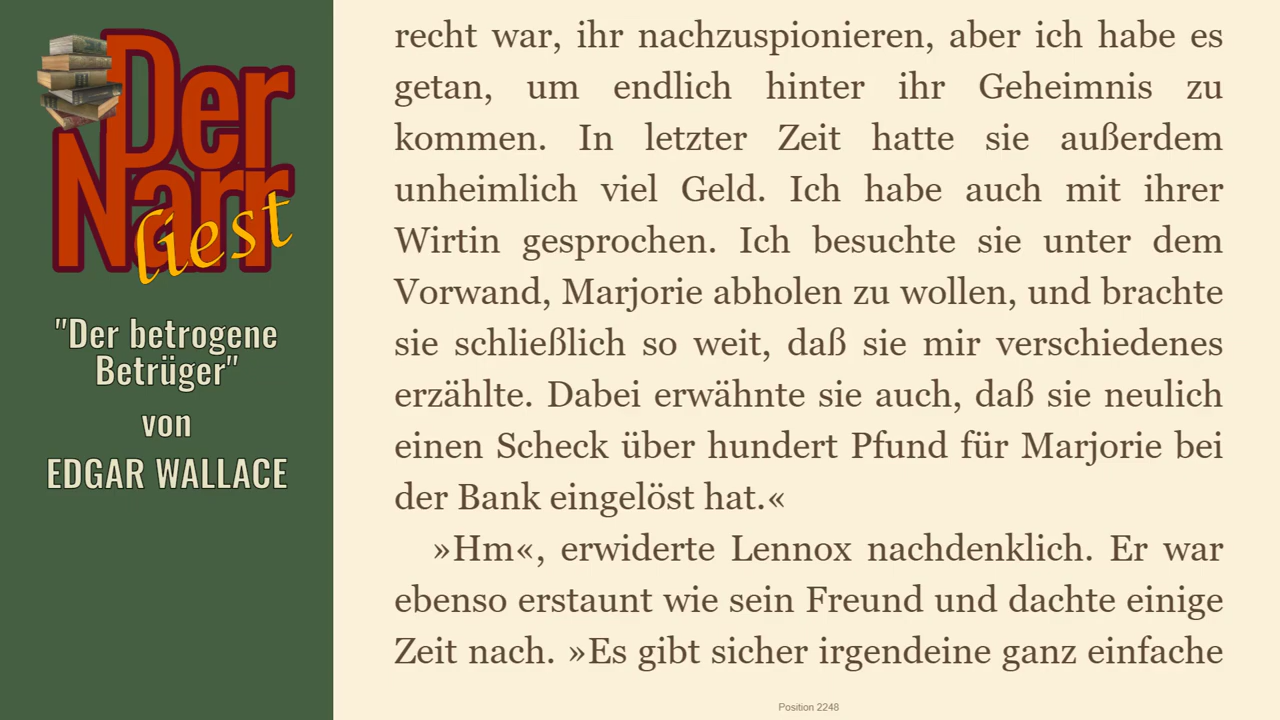 Der
Narr
liest
"Der betrogene
Betrüger"
von
EDGAR WALLACE
recht war, ihr nachzuspionieren, aber ich habe es
getan, um endlich hinter ihr Geheimnis zu
kommen. In letzter Zeit hatte sie außerdem
unheimlich viel Geld. Ich habe auch mit ihrer
Wirtin gesprochen. Ich besuchte sie unter dem
Vorwand, Marjorie abholen zu wollen, und brachte
sie schließlich so weit, daß sie mir verschiedenes
erzählte. Dabei erwähnte sie auch, daß sie neulich
einen Scheck über hundert Pfund für Marjorie bei
der Bank eingelöst hat.«
»Hm«, erwiderte Lennox nachdenklich. Er war
ebenso erstaunt wie sein Freund und dachte einige
Zeit nach. »Es gibt sicher irgendeine ganz einfache
Position 2248